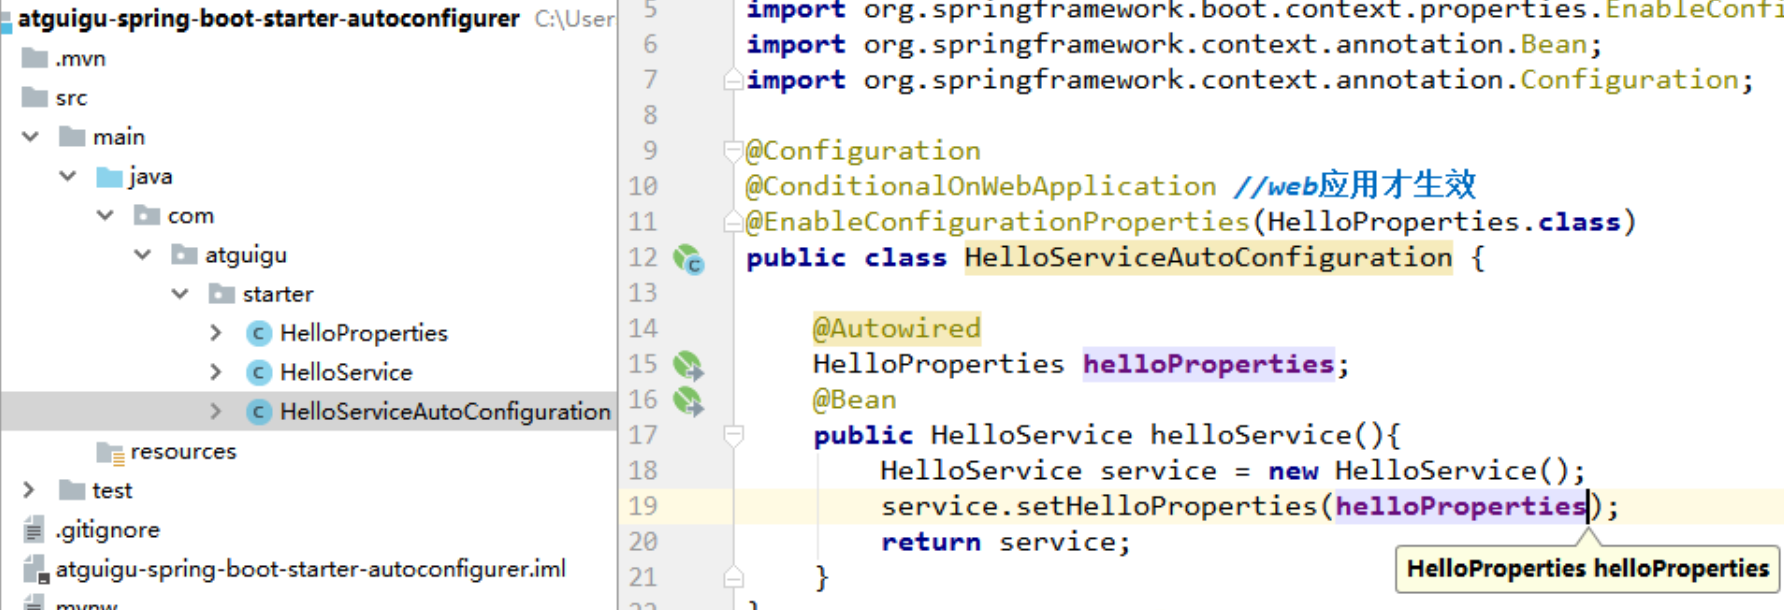 atguigu-spring-boot-starter-autoconfigurer C:\User
.mvn
src
main
java
com
atguigu
starter
HelloProperties
HelloService
HelloServiceAutoConfiguration
resources
test
.gitignore
atguigu-spring-boot-starter-autoconfigurer.iml
mvnw
5 import org.springframework.boot.context.properties.EnableConfi
6 import org.springframework.context.annotation.Bean;
7 import org.springframework.context.annotation.Configuration;
8
9 @Configuration
10 @ConditionalOnWebApplication //web应用才生效
11 @EnableConfigurationProperties(HelloProperties.class)
12 public class HelloServiceAutoConfiguration {
13
14 @Autowired
15 HelloProperties helloProperties;
16 @Bean
17 public HelloService helloService(){
18 HelloService service = new HelloService();
19 service.setHelloProperties(helloProperties);
20 return service;
HelloProperties helloProperties
21 }
22 }